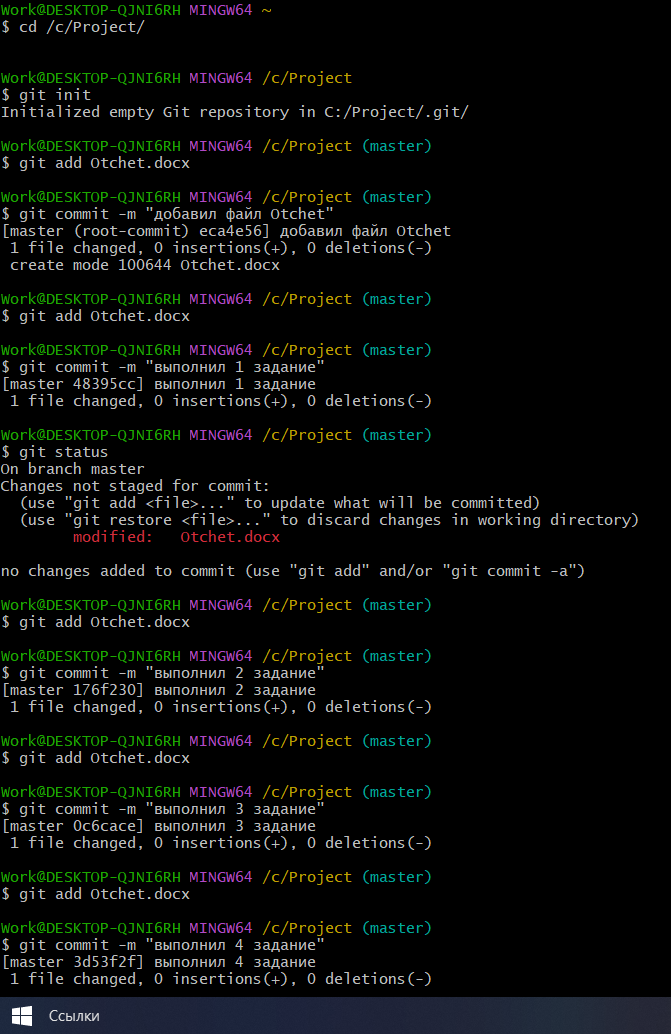 Work@DESKTOP-QJNI6RH MINGW64 ~
$ cd /c/Project/
Work@DESKTOP-QJNI6RH MINGW64 /c/Project
$ git init
Initialized empty Git repository in C:/Project/.git/
Work@DESKTOP-QJNI6RH MINGW64 /c/Project (master)
$ git add Otchet.docx
Work@DESKTOP-QJNI6RH MINGW64 /c/Project (master)
$ git commit -m "добавил файл Otchet"
[master (root-commit) eca4e56] добавил файл Otchet
 1 file changed, 0 insertions(+), 0 deletions(-)
 create mode 100644 Otchet.docx
Work@DESKTOP-QJNI6RH MINGW64 /c/Project (master)
$ git add Otchet.docx
Work@DESKTOP-QJNI6RH MINGW64 /c/Project (master)
$ git commit -m "выполнил 1 задание"
[master 48395cc] выполнил 1 задание
 1 file changed, 0 insertions(+), 0 deletions(-)
Work@DESKTOP-QJNI6RH MINGW64 /c/Project (master)
$ git status
On branch master
Changes not staged for commit:
  (use "git add <file>..." to update what will be committed)
  (use "git restore <file>..." to discard changes in working directory)
        modified:   Otchet.docx
no changes added to commit (use "git add" and/or "git commit -a")
Work@DESKTOP-QJNI6RH MINGW64 /c/Project (master)
$ git add Otchet.docx
Work@DESKTOP-QJNI6RH MINGW64 /c/Project (master)
$ git commit -m "выполнил 2 задание"
[master 176f230] выполнил 2 задание
 1 file changed, 0 insertions(+), 0 deletions(-)
Work@DESKTOP-QJNI6RH MINGW64 /c/Project (master)
$ git add Otchet.docx
Work@DESKTOP-QJNI6RH MINGW64 /c/Project (master)
$ git commit -m "выполнил 3 задание"
[master 0c6cace] выполнил 3 задание
 1 file changed, 0 insertions(+), 0 deletions(-)
Work@DESKTOP-QJNI6RH MINGW64 /c/Project (master)
$ git add Otchet.docx
Work@DESKTOP-QJNI6RH MINGW64 /c/Project (master)
$ git commit -m "выполнил 4 задание"
[master 3d53f2f] выполнил 4 задание
 1 file changed, 0 insertions(+), 0 deletions(-)
Ссылки